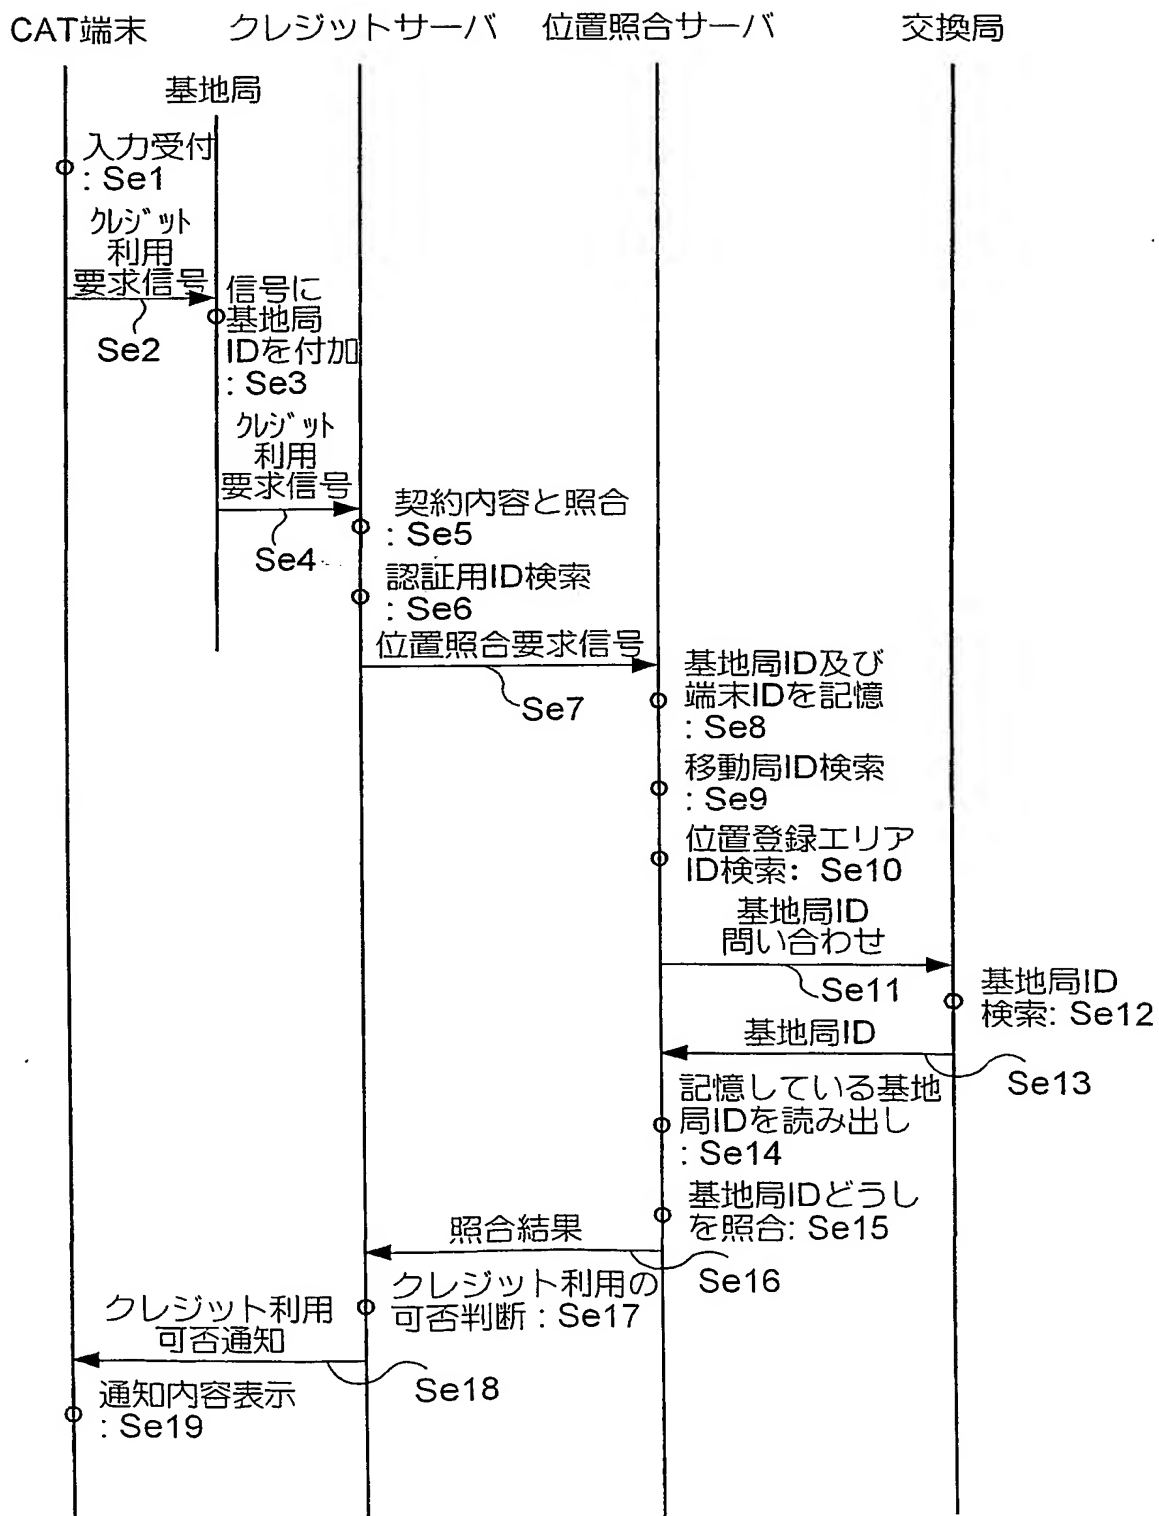 CAT端末
クレジットサーバ
位置照合サーバ
交換局
基地局
入力受付
: Se1
クレジット
利用
要求信号
Se2
信号に
基地局
IDを付加
: Se3
クレジット
利用
要求信号
Se4
契約内容と照合
: Se5
認証用ID検索
: Se6
位置照合要求信号
Se7
基地局ID及び
端末IDを記憶
: Se8
移動局ID検索
: Se9
位置登録エリア
ID検索: Se10
基地局ID
問い合わせ
Se11
基地局ID
検索: Se12
基地局ID
Se13
記憶している基地
局IDを読み出し
: Se14
基地局IDどうし
を照合: Se15
照合結果
Se16
クレジット利用の
可否判断 : Se17
クレジット利用
可否通知
Se18
通知内容表示
: Se19